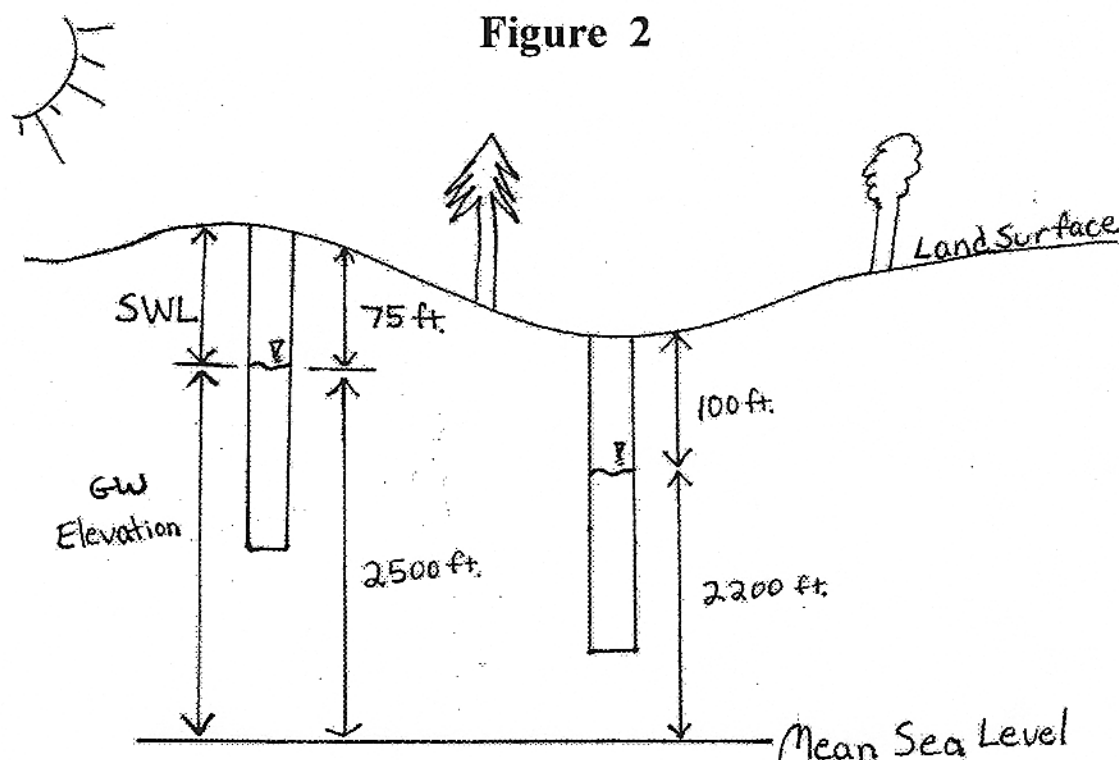 Figure 2
Land Surface
SWL
75 ft.
100 ft.
GW
Elevation
2500 ft.
2200 ft.
Mean Sea Level